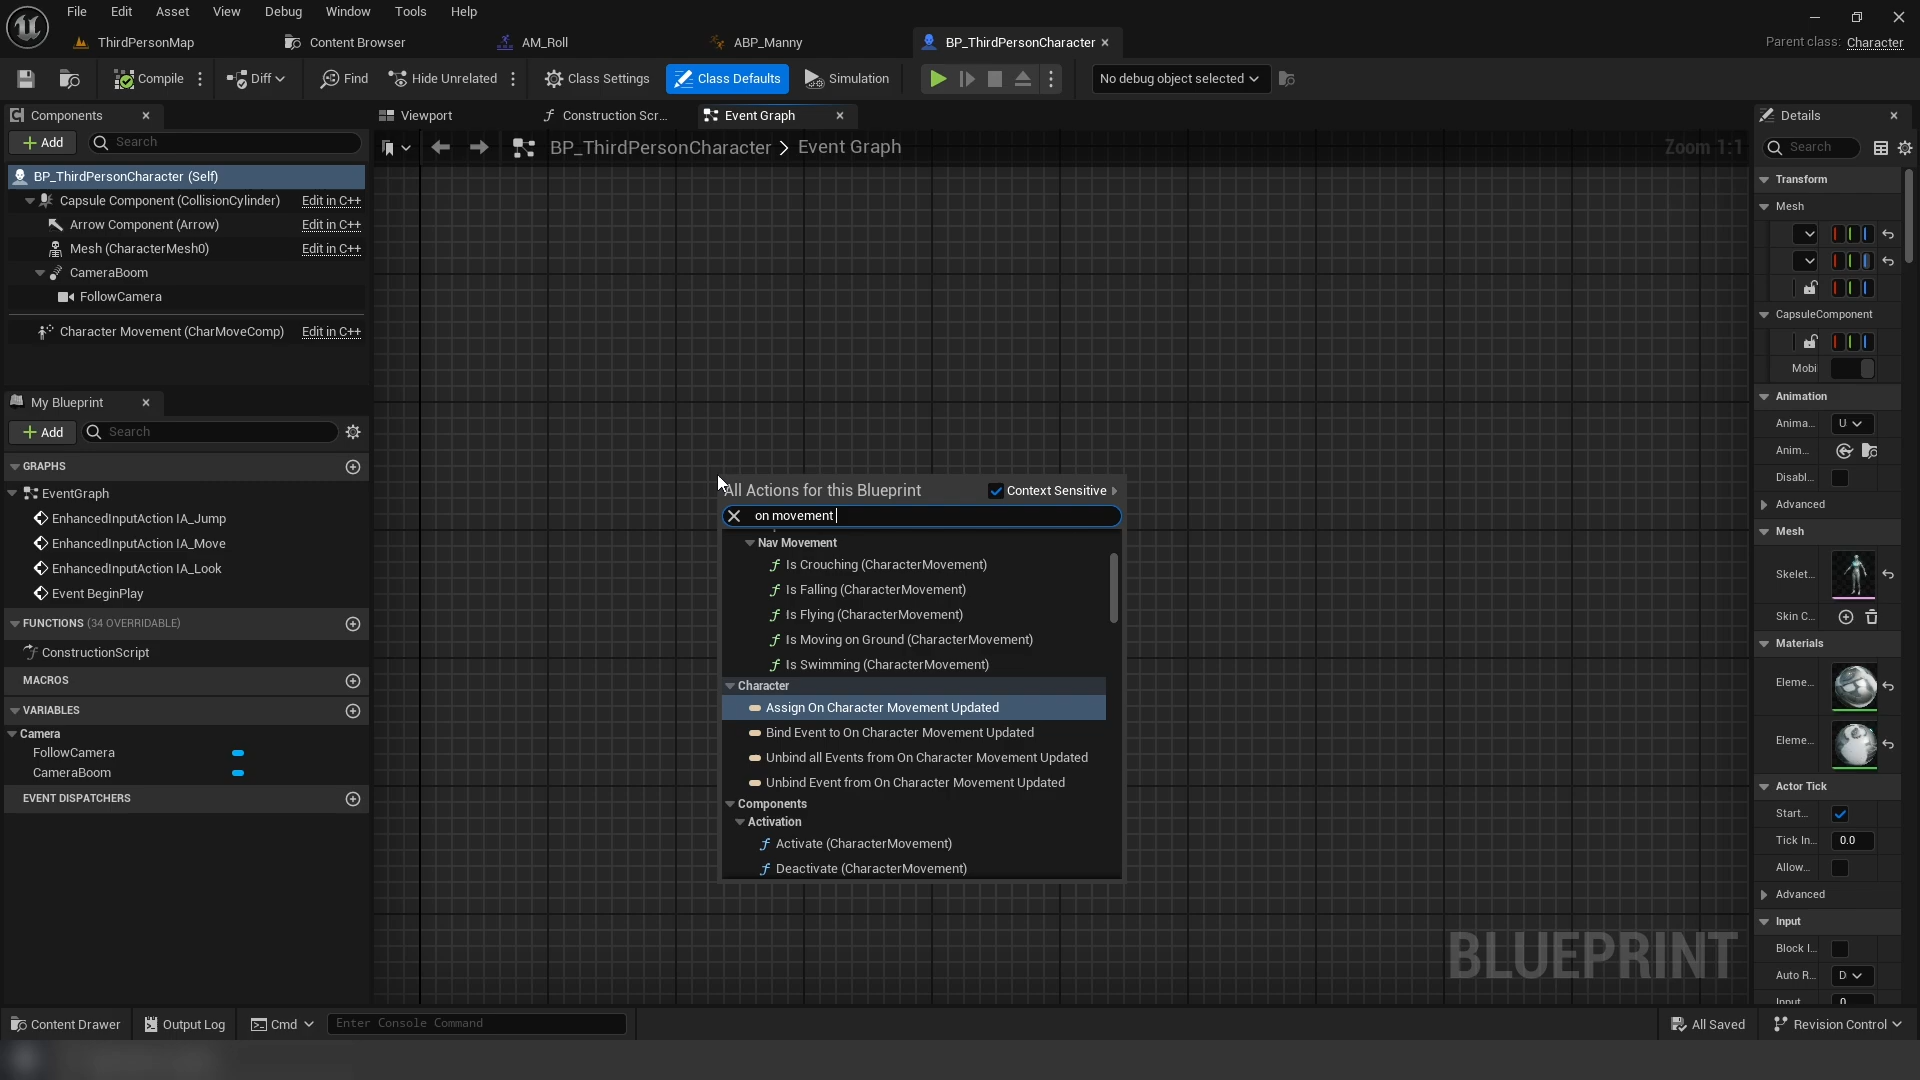 File Edit Asset View Debug Window Tools Help
ThirdPersonMap Content Browser AM_Roll ABP_Manny BP_ThirdPersonCharacter
Parent class: Character
Compile Diff Find Hide Unrelated Class Settings Class Defaults Simulation No debug object selected
Components
Add Search
BP_ThirdPersonCharacter (Self)
Capsule Component (CollisionCylinder) Edit in C++
Arrow Component (Arrow) Edit in C++
Mesh (CharacterMesh0) Edit in C++
CameraBoom
FollowCamera
Character Movement (CharMoveComp) Edit in C++
My Blueprint
Add Search
GRAPHS
EventGraph
EnhancedInputAction IA_Jump
EnhancedInputAction IA_Move
EnhancedInputAction IA_Look
Event BeginPlay
FUNCTIONS (34 OVERRIDABLE)
ConstructionScript
MACROS
VARIABLES
Camera
FollowCamera
CameraBoom
EVENT DISPATCHERS
Viewport Construction Scr... Event Graph
BP_ThirdPersonCharacter > Event Graph
Zoom 1:1
All Actions for this Blueprint Context Sensitive
on movement
Nav Movement
Is Crouching (CharacterMovement)
Is Falling (CharacterMovement)
Is Flying (CharacterMovement)
Is Moving on Ground (CharacterMovement)
Is Swimming (CharacterMovement)
Character
Assign On Character Movement Updated
Bind Event to On Character Movement Updated
Unbind all Events from On Character Movement Updated
Unbind Event from On Character Movement Updated
Components
Activation
Activate (CharacterMovement)
Deactivate (CharacterMovement)
BLUEPRINT
Details
Search
Transform
Mesh
CapsuleComponent
Mobi
Animation
Anima... U
Anim...
Disabl...
Advanced
Mesh
Skelet...
Skin C...
Materials
Eleme...
Eleme...
Actor Tick
Start...
Tick In... 0.0
Allow...
Advanced
Input
Block I...
Auto R... D
Input 0
Content Drawer Output Log Cmd Enter Console Command All Saved Revision Control